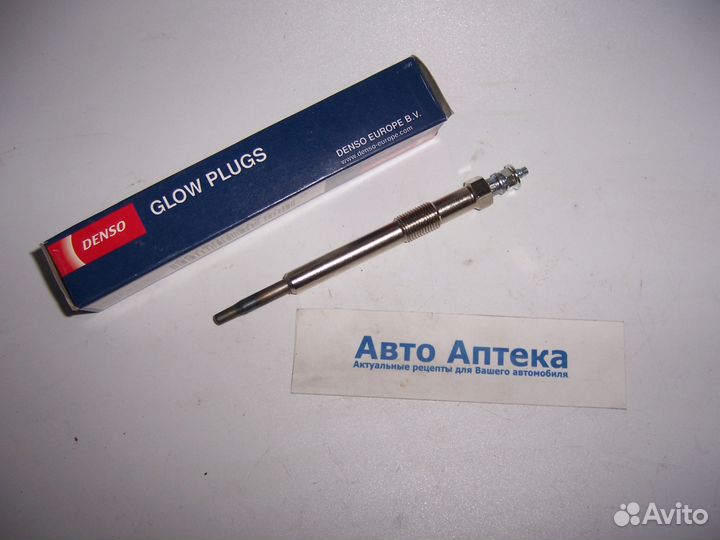 DENSO
GLOW PLUGS
DENSO EUROPE B.V.
www.denso-europe.com
Авто Аптека
Актуальные рецепты для Вашего автомобиля
Avito